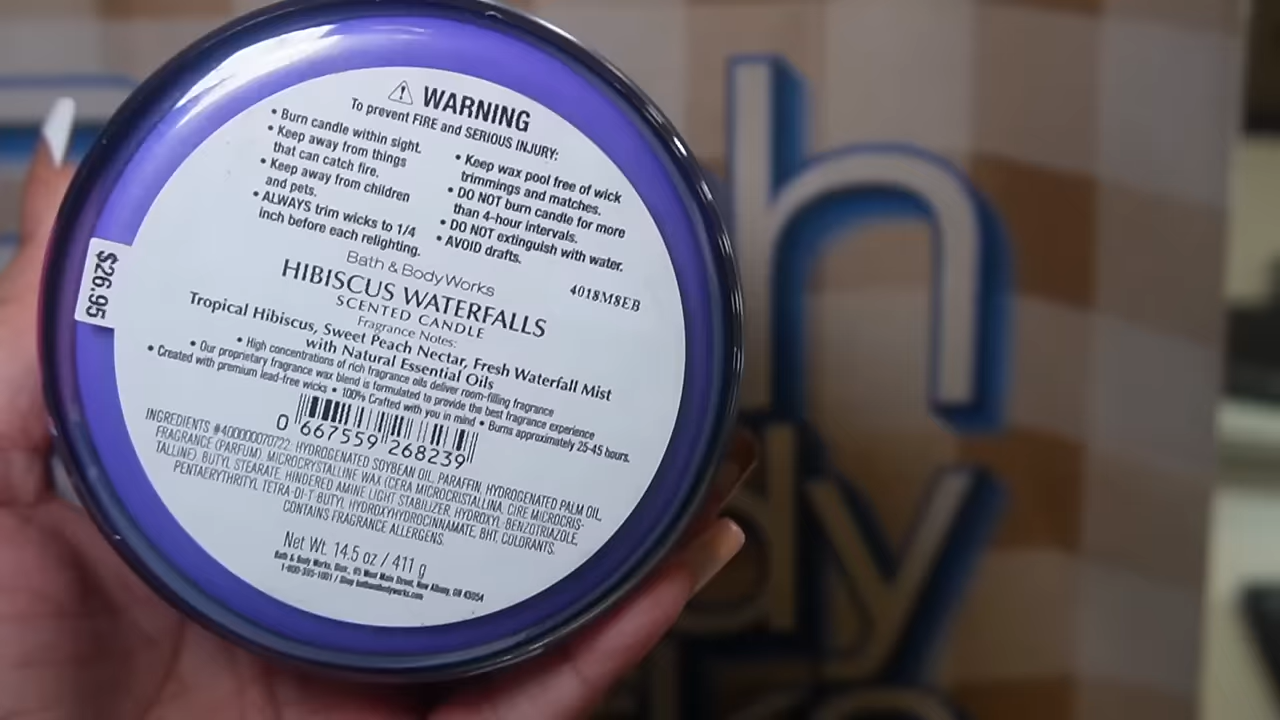 WARNING
To prevent FIRE and SERIOUS INJURY:
• Burn candle within sight.
• Keep away from things
that can catch fire.
• Keep away from children
and pets.
• ALWAYS trim wicks to 1/4
inch before each relighting.
• Keep wax pool free of wick
trimmings and matches.
• DO NOT burn candle for more
than 4-hour intervals.
• DO NOT extinguish with water.
• AVOID drafts.
Bath & Body Works
4018M8EB
HIBISCUS WATERFALLS
SCENTED CANDLE
Fragrance Notes:
Tropical Hibiscus, Sweet Peach Nectar, Fresh Waterfall Mist
with Natural Essential Oils
• High concentrations of rich fragrance oils deliver room-filling fragrance
• Our proprietary fragrance wax blend is formulated to provide the best fragrance experience
• Created with premium lead-free wicks • 100% Crafted with you in mind • Burns approximately 25-45 hours.
0 667559 268239
INGREDIENTS #40000070722: HYDROGENATED SOYBEAN OIL, PARAFFIN, HYDROGENATED PALM OIL,
FRAGRANCE (PARFUM), MICROCRYSTALLINE WAX (CERA MICROCRISTALLINA, CIRE MICROCRIS-
TALLINE), BUTYL STEARATE, HINDERED AMINE LIGHT STABILIZER, HYDROXYL BENZOTRIAZOLE,
PENTAERYTHRITYL TETRA-DI-T-BUTYL HYDROXYHYDROCINNAMATE, BHT, COLORANTS.
CONTAINS FRAGRANCE ALLERGENS.
Net Wt. 14.5 oz / 411 g
Bath & Body Works, Distr., 95 West Main Street, New Albany, OH 43054
1-800-395-1001 / Shop bathandbodyworks.com
$26.95
h
dy